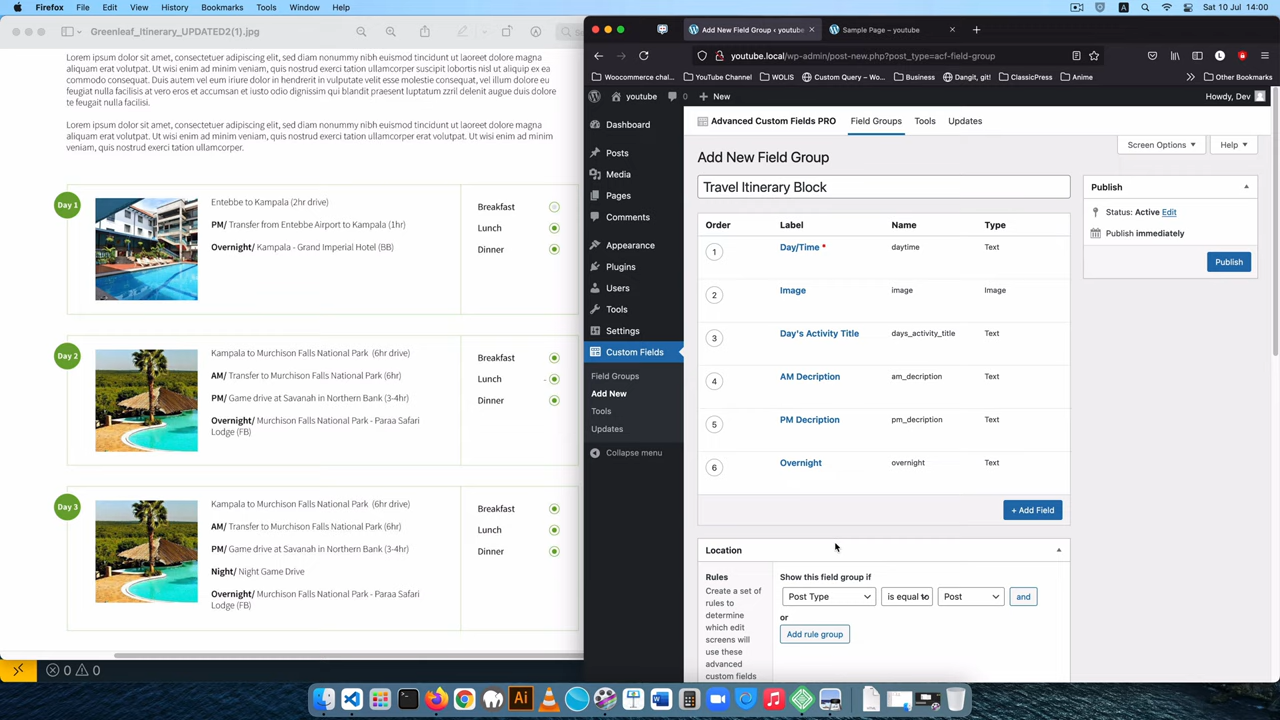 Firefox File Edit View History Bookmarks Tools Window Help
A Sat 10 Jul 14:00
Greenleaf_Itinerary_UPDATED2(1).jpg
Lorem ipsum dolor sit amet, consectetuer adipiscing elit, sed diam nonummy nibh euismod tincidunt ut laoreet dolore magna
aliquam erat volutpat. Ut wisi enim ad minim veniam, quis nostrud exerci tation ullamcorper suscipit lobortis nisl ut aliquip ex ea
commodo consequat. Duis autem vel eum iriure dolor in hendrerit in vulputate velit esse molestie consequat, vel illum dolore eu
feugiat nulla facilisis at vero eros et accumsan et iusto odio dignissim qui blandit praesent luptatum zzril delenit augue duis dolore
te feugait nulla facilisi.
Lorem ipsum dolor sit amet, consectetuer adipiscing elit, sed diam nonummy nibh euismod tincidunt ut laoreet dolore magna
aliquam erat volutpat. Ut wisi enim ad minim veniam, quis nostrud exerci tation ullamcorper. Ut wisi enim ad minim
veniam, quis nostrud exerci tation ullamcorper.
Day 1
Entebbe to Kampala (2hr drive)
PM/ Transfer from Entebbe Airport to Kampala (1hr)
Overnight/ Kampala - Grand Imperial Hotel (BB)
Breakfast
Lunch
Dinner
Day 2
Kampala to Murchison Falls National Park (6hr drive)
AM/ Transfer to Murchison Falls National Park (6hr)
PM/ Game drive at Savanah in Northern Bank (3-4hr)
Overnight/ Kampala to Murchison Falls National Park - Paraa Safari
Lodge (FB)
Breakfast
Lunch
Dinner
Day 3
Kampala to Murchison Falls National Park (6hr drive)
AM/ Transfer to Murchison Falls National Park (6hr)
PM/ Game drive at Savanah in Northern Bank (3-4hr)
Night/ Night Game Drive
Overnight/ Kampala to Murchison Falls National Park - Paraa Safari
Lodge (FB)
Breakfast
Lunch
Dinner
0 0
Add New Field Group ‹ youtube
Sample Page – youtube
youtube.local/wp-admin/post-new.php?post_type=acf-field-group
Woocommerce chal... YouTube Channel WOLIS Custom Query – Wo... Business Dangit, git! ClassicPress Anime Other Bookmarks
youtube 0 New Howdy, Dev
Dashboard
Posts
Media
Pages
Comments
Appearance
Plugins
Users
Tools
Settings
Custom Fields
Field Groups
Add New
Tools
Updates
Collapse menu
Advanced Custom Fields PRO Field Groups Tools Updates
Screen Options Help
Add New Field Group
Travel Itinerary Block
Order Label Name Type
1 Day/Time * daytime Text
2 Image image Image
3 Day's Activity Title days_activity_title Text
4 AM Decription am_decription Text
5 PM Decription pm_decription Text
6 Overnight overnight Text
+ Add Field
Publish
Status: Active Edit
Publish immediately
Publish
Location
Rules
Create a set of
rules to
determine
which edit
screens will
use these
advanced
custom fields
Show this field group if
Post Type is equal to Post and
or
Add rule group